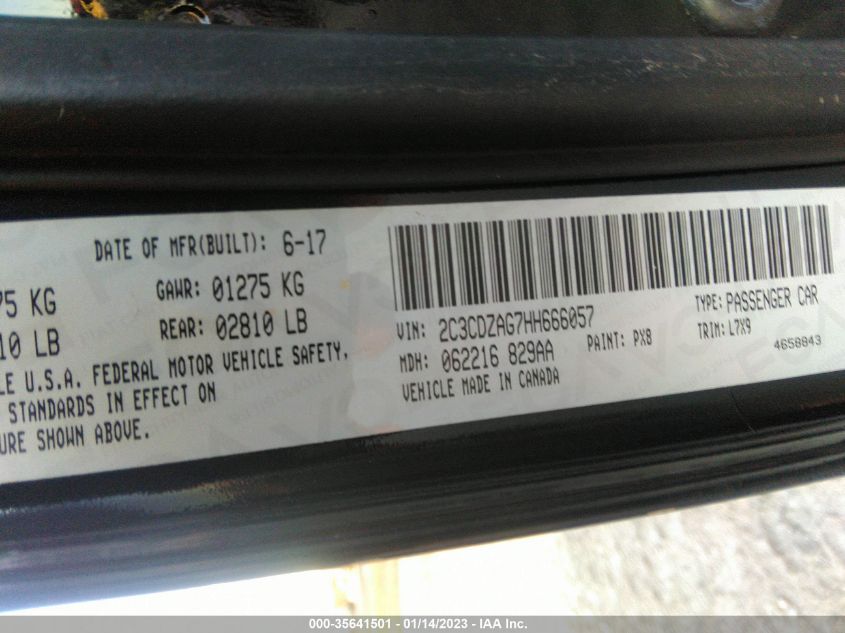 DATE OF MFR(BUILT): 6-17
75 KG GAWR: 01275 KG
10 LB REAR: 02810 LB
LE U.S.A. FEDERAL MOTOR VEHICLE SAFETY,
STANDARDS IN EFFECT ON
URE SHOWN ABOVE.
VIN: 2C3CDZAG7HH666057 TYPE: PASSENGER CAR
MDH: 062216 829AA PAINT: PX8 TRIM: L7X9
VEHICLE MADE IN CANADA 4658843
000-35641501 - 01/14/2023 - IAA Inc.